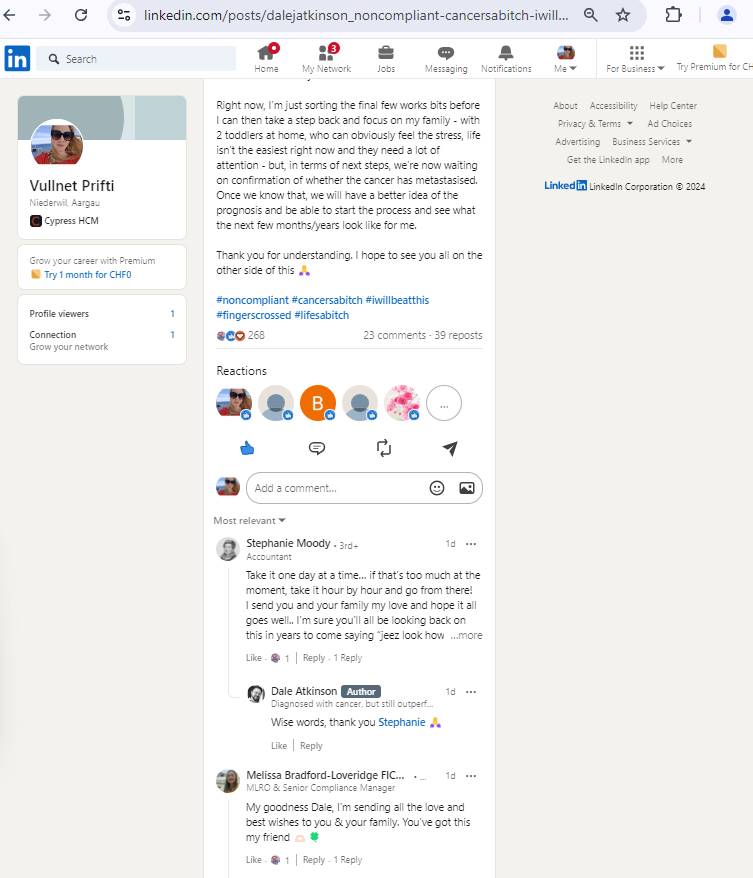 linkedin.com/posts/dalejatkinson_noncompliant-cancersabitch-iwill...
in
Search
3
Home
My Network
Jobs
Messaging
Notifications
Me
For Business
Try Premium for CH
Vullnet Prifti
Niederwil, Aargau
Cypress HCM
Grow your career with Premium
Try 1 month for CHF0
Profile viewers 1
Connection 1
Grow your network
Right now, I'm just sorting the final few works bits before
I can then take a step back and focus on my family - with
2 toddlers at home, who can obviously feel the stress, life
isn't the easiest right now and they need a lot of
attention - but, in terms of next steps, we're now waiting
on confirmation of whether the cancer has metastasised.
Once we know that, we will have a better idea of the
prognosis and be able to start the process and see what
the next few months/years look like for me.
Thank you for understanding. I hope to see you all on the
other side of this 🙏
#noncompliant #cancersabitch #iwillbeatthis
#fingerscrossed #lifesabitch
268
23 comments · 39 reposts
Reactions
B
...
Add a comment...
Most relevant
Stephanie Moody • 3rd+ 1d
Accountant
Take it one day at a time... if that's too much at the
moment, take it hour by hour and go from there!
I send you and your family my love and hope it all
goes well.. I'm sure you'll all be looking back on
this in years to come saying "jeez look how ...more
Like · 1 | Reply · 1 Reply
Dale Atkinson Author 1d
Diagnosed with cancer, but still outperf...
Wise words, thank you Stephanie 🙏
Like | Reply
Melissa Bradford-Loveridge FIC... • ... 1d
MLRO & Senior Compliance Manager
My goodness Dale, I'm sending all the love and
best wishes to you & your family. You've got this
my friend 🫶🏻 🍀
Like · 1 | Reply · 1 Reply
About
Accessibility
Help Center
Privacy & Terms
Ad Choices
Advertising
Business Services
Get the LinkedIn app
More
LinkedIn LinkedIn Corporation © 2024